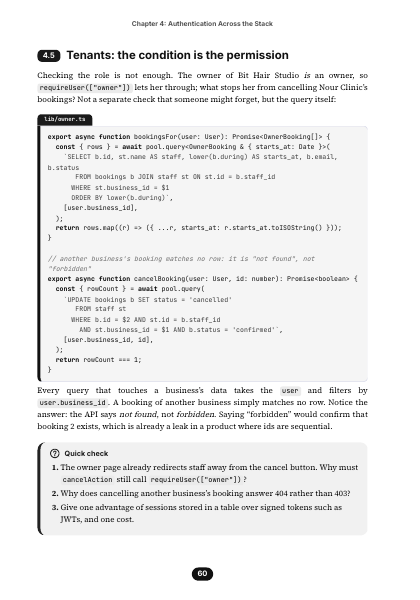 Chapter 4: Authentication Across the Stack
4.5 Tenants: the condition is the permission
Checking the role is not enough. The owner of Bit Hair Studio is an owner, so
requireUser(["owner"]) lets her through; what stops her from cancelling Nour Clinic's
bookings? Not a separate check that someone might forget, but the query itself:
lib/owner.ts
export async function bookingsFor(user: User): Promise<OwnerBooking[]> {
  const { rows } = await pool.query<OwnerBooking & { starts_at: Date }>(
    `SELECT b.id, st.name AS staff, lower(b.during) AS starts_at, b.email,
b.status
       FROM bookings b JOIN staff st ON st.id = b.staff_id
      WHERE st.business_id = $1
      ORDER BY lower(b.during)`,
    [user.business_id],
  );
  return rows.map((r) => ({ ...r, starts_at: r.starts_at.toISOString() }));
}
// another business's booking matches no row: it is "not found", not
"forbidden"
export async function cancelBooking(user: User, id: number): Promise<boolean> {
  const { rowCount } = await pool.query(
    `UPDATE bookings b SET status = 'cancelled'
       FROM staff st
      WHERE b.id = $2 AND st.id = b.staff_id
        AND st.business_id = $1 AND b.status = 'confirmed'`,
    [user.business_id, id],
  );
  return rowCount === 1;
}
Every query that touches a business's data takes the user and filters by
user.business_id. A booking of another business simply matches no row. Notice the
answer: the API says not found, not forbidden. Saying "forbidden" would confirm that
booking 2 exists, which is already a leak in a product where ids are sequential.
? Quick check
1. The owner page already redirects staff away from the cancel button. Why must
cancelAction still call requireUser(["owner"])?
2. Why does cancelling another business's booking answer 404 rather than 403?
3. Give one advantage of sessions stored in a table over signed tokens such as
JWTs, and one cost.
60